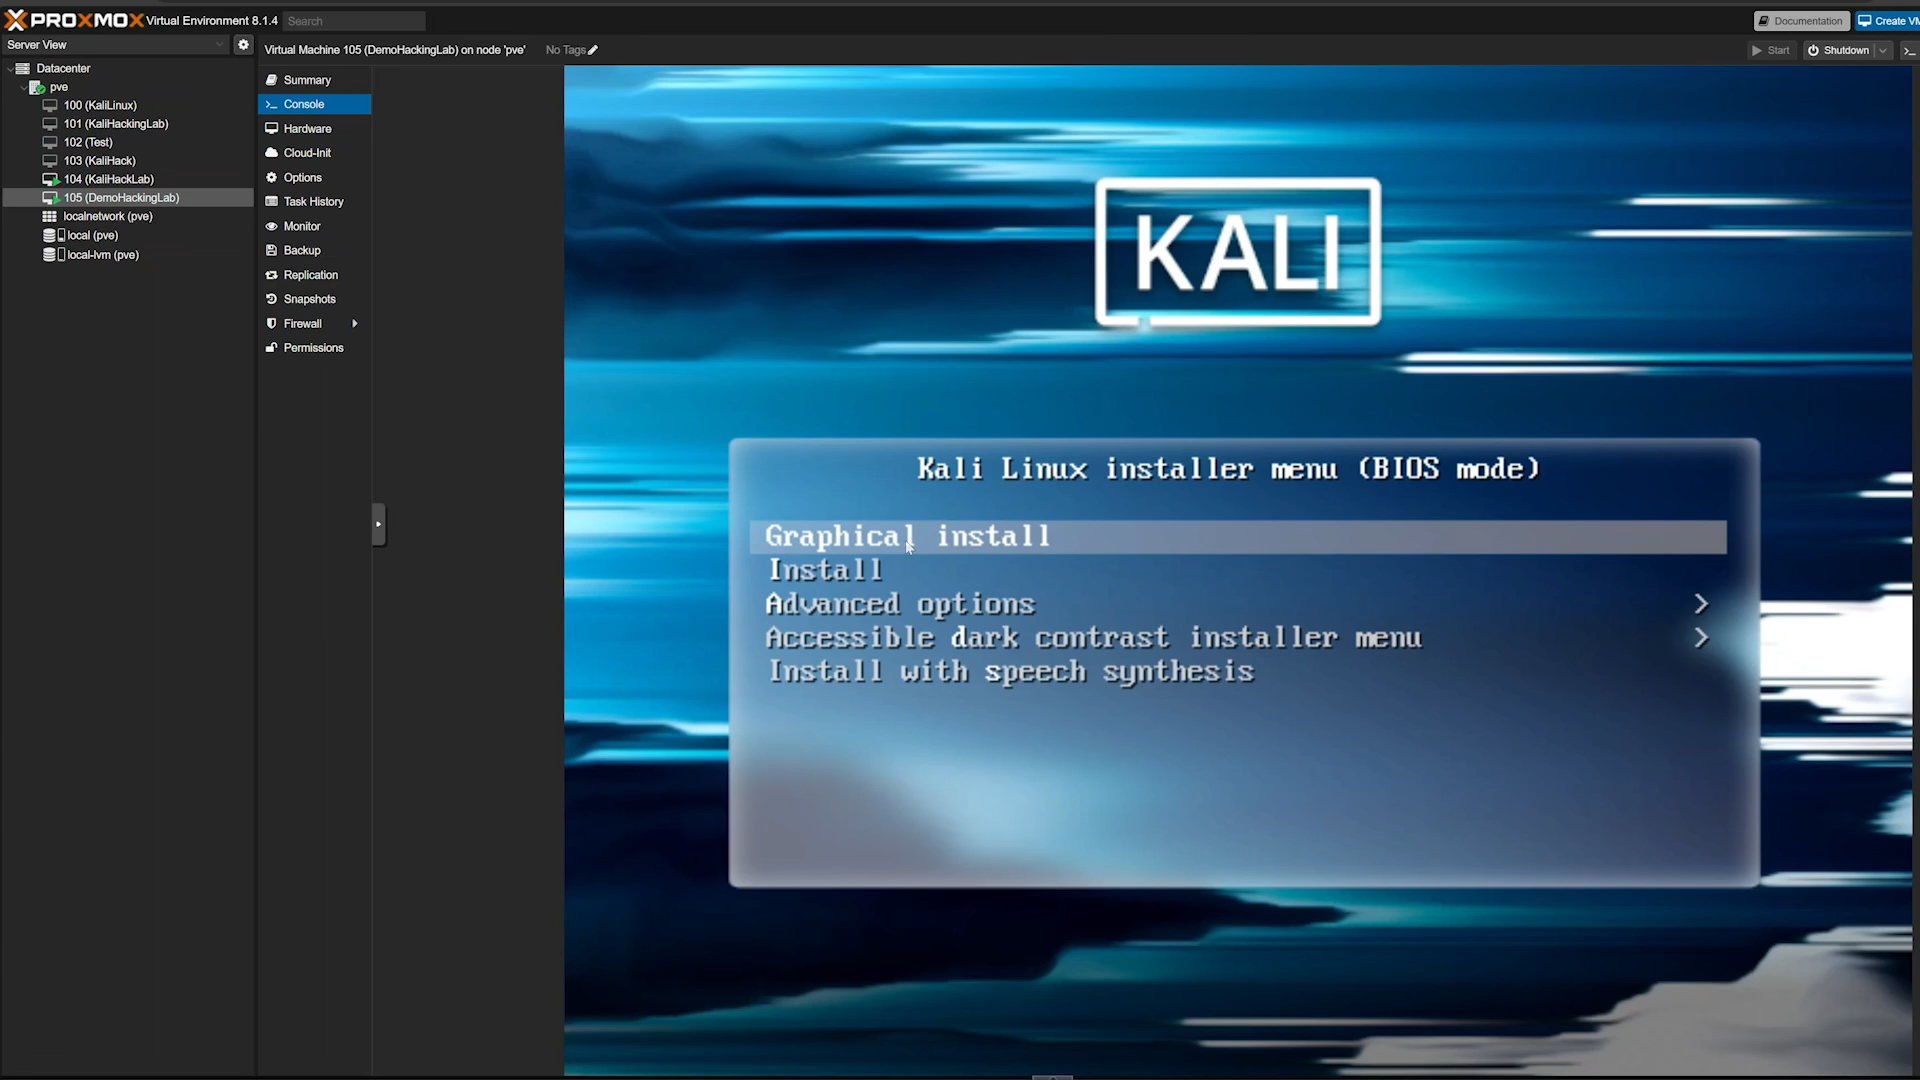 PROXMOX Virtual Environment 8.1.4 Search Documentation Create VM
Server View
Virtual Machine 105 (DemoHackingLab) on node 'pve' No Tags Start Shutdown
Datacenter
pve
100 (KaliLinux)
101 (KaliHackingLab)
102 (Test)
103 (KaliHack)
104 (KaliHackLab)
105 (DemoHackingLab)
localnetwork (pve)
local (pve)
local-lvm (pve)
Summary
Console
Hardware
Cloud-Init
Options
Task History
Monitor
Backup
Replication
Snapshots
Firewall
Permissions
KALI
Kali Linux installer menu (BIOS mode)
Graphical install
Install
Advanced options >
Accessible dark contrast installer menu >
Install with speech synthesis